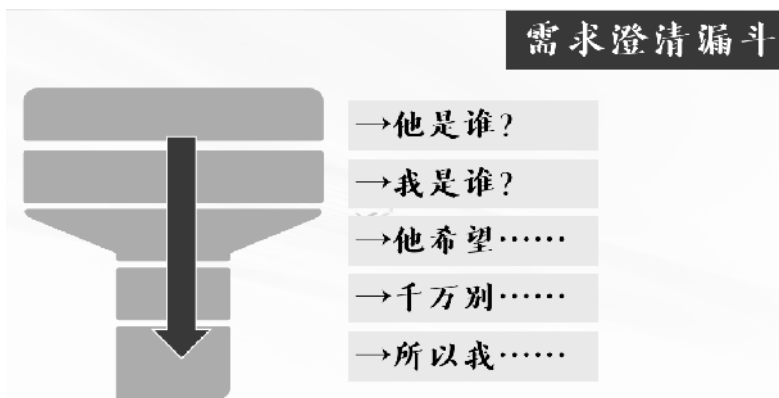 需求澄清漏斗
→他是谁?
→我是谁?
→他希望……
→千万别……
→所以我……